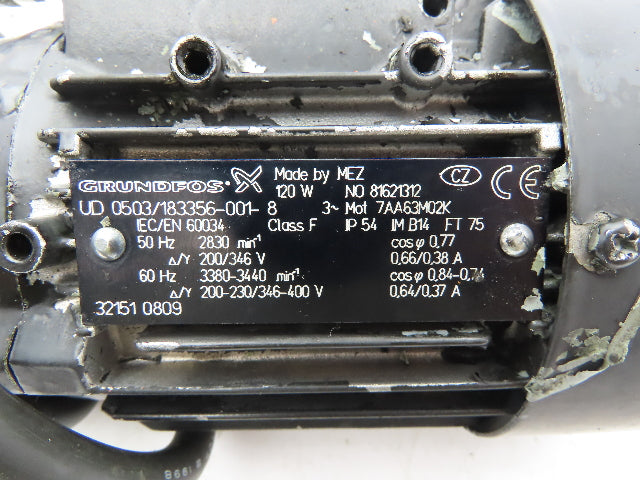 GRUNDFOS Made by MEZ CZ CE
120 W NO 81621312
UD 0503/183356-001- 8 3~ Mot 7AA63M02K
IEC/EN 60034 Class F IP 54 IM B14 FT 75
50 Hz 2830 min⁻¹ cos φ 0,77
Δ/Y 200/346 V 0,66/0,38 A
60 Hz 3380-3440 min⁻¹ cos φ 0,84-0,74
Δ/Y 200-230/346-400 V 0,64/0,37 A
32151 0809